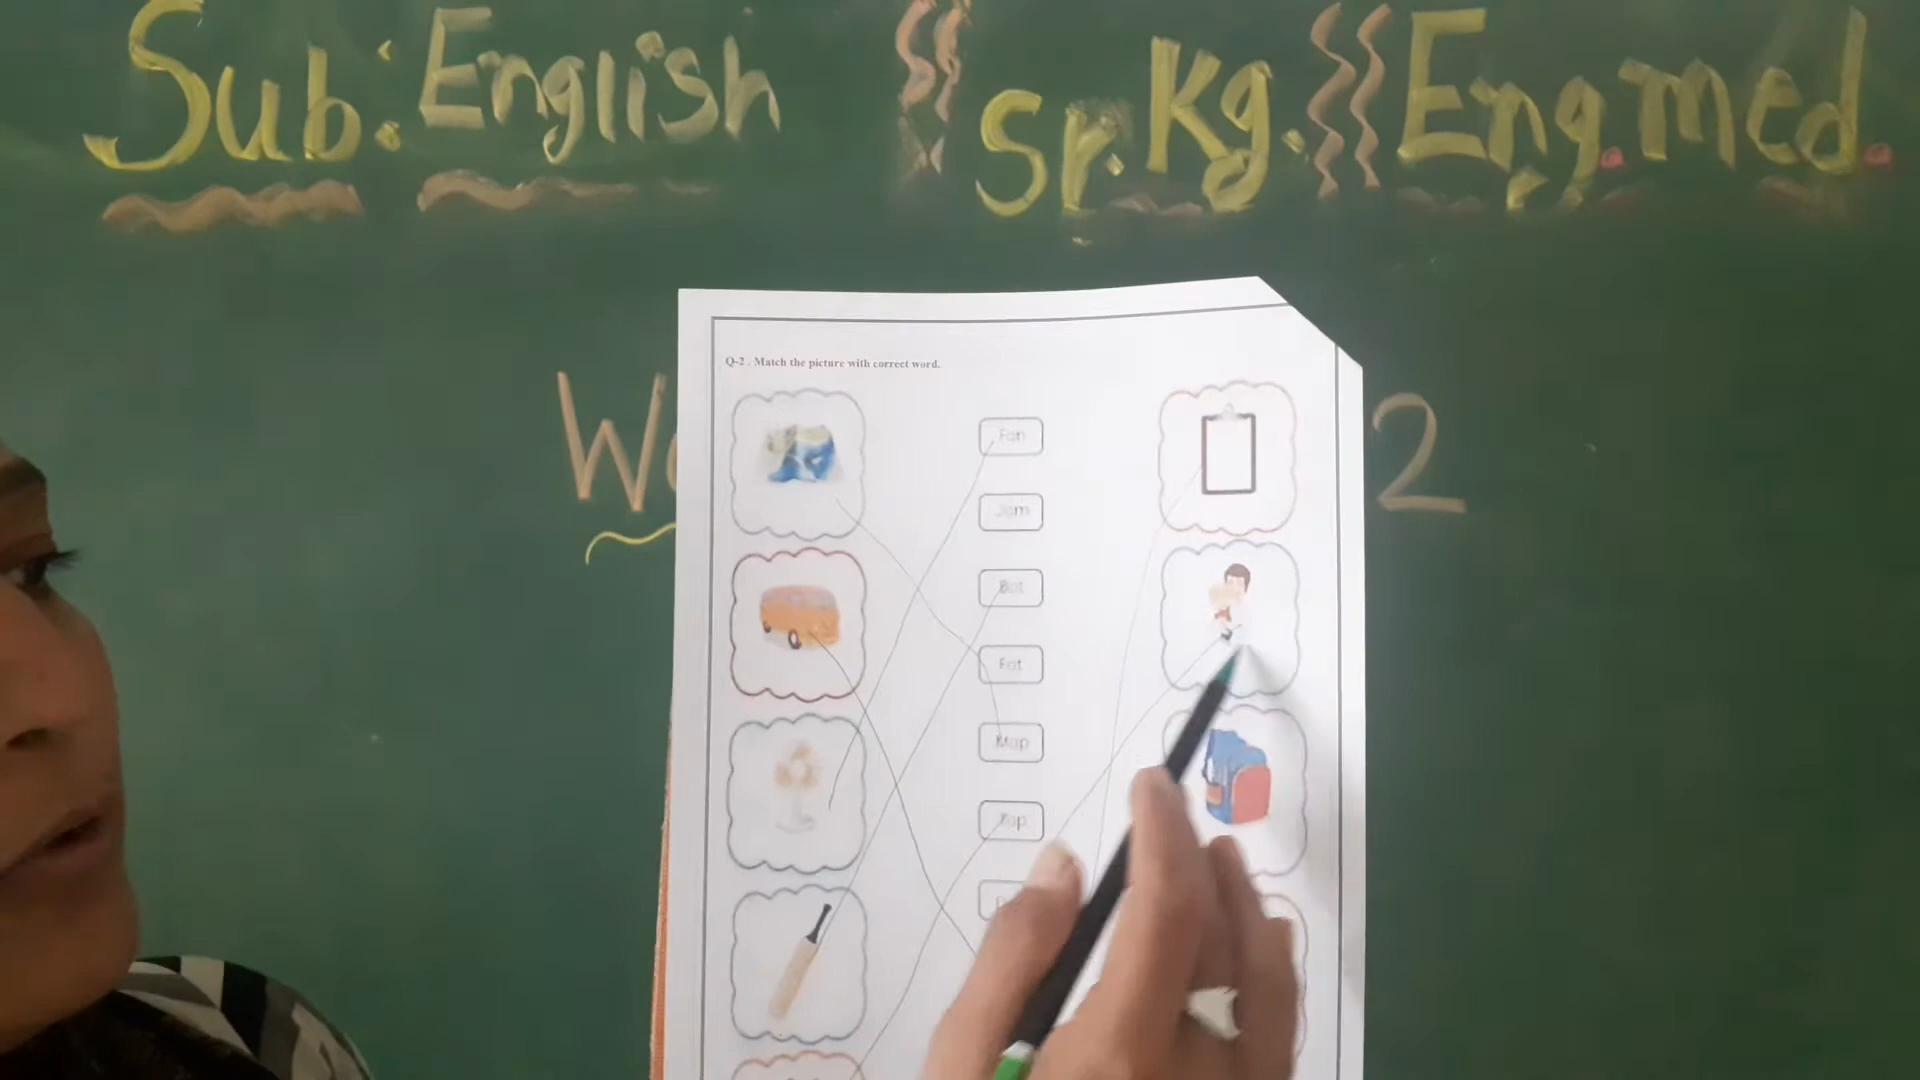 Sub: English Sr. Kg. Eng. med.
2
Q-2 . Match the picture with correct word.
Fan
Jam
Bat
Fat
Map